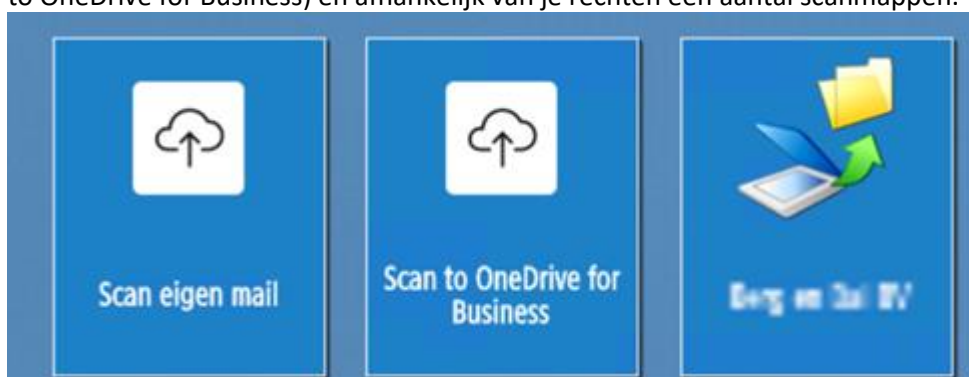 to OneDrive for Business) en afhankelijk van je rechten een aantal scanmappen.
Scan eigen mail
Scan to OneDrive for
Business